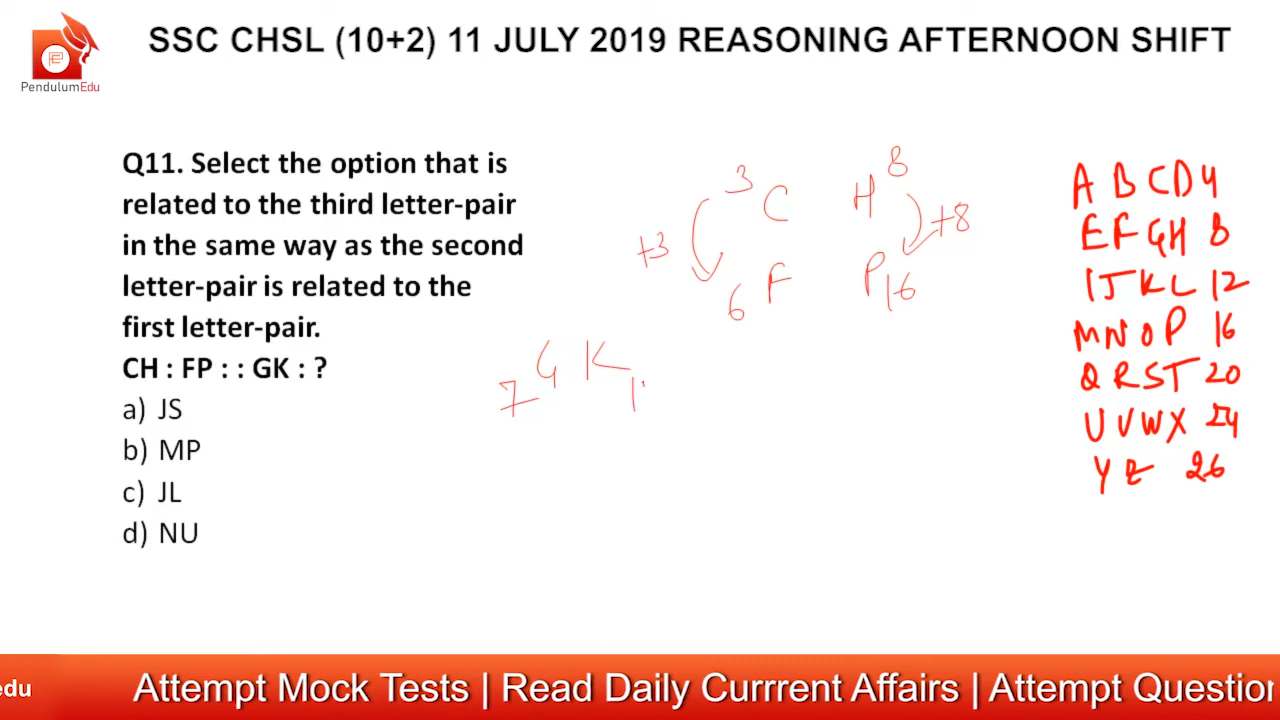 SSC CHSL (10+2) 11 JULY 2019 REASONING AFTERNOON SHIFT
PendulumEdu
Q11. Select the option that is
related to the third letter-pair
in the same way as the second
letter-pair is related to the
first letter-pair.
CH : FP : : GK : ?
a) JS
b) MP
c) JL
d) NU
3 C H 8
+3 +8
6 F P 16
7 G K 1
A B C D 4
E F G H 8
I J K L 12
M N O P 16
Q R S T 20
U V W X 24
Y Z 26
edu
Attempt Mock Tests | Read Daily Currrent Affairs | Attempt Question